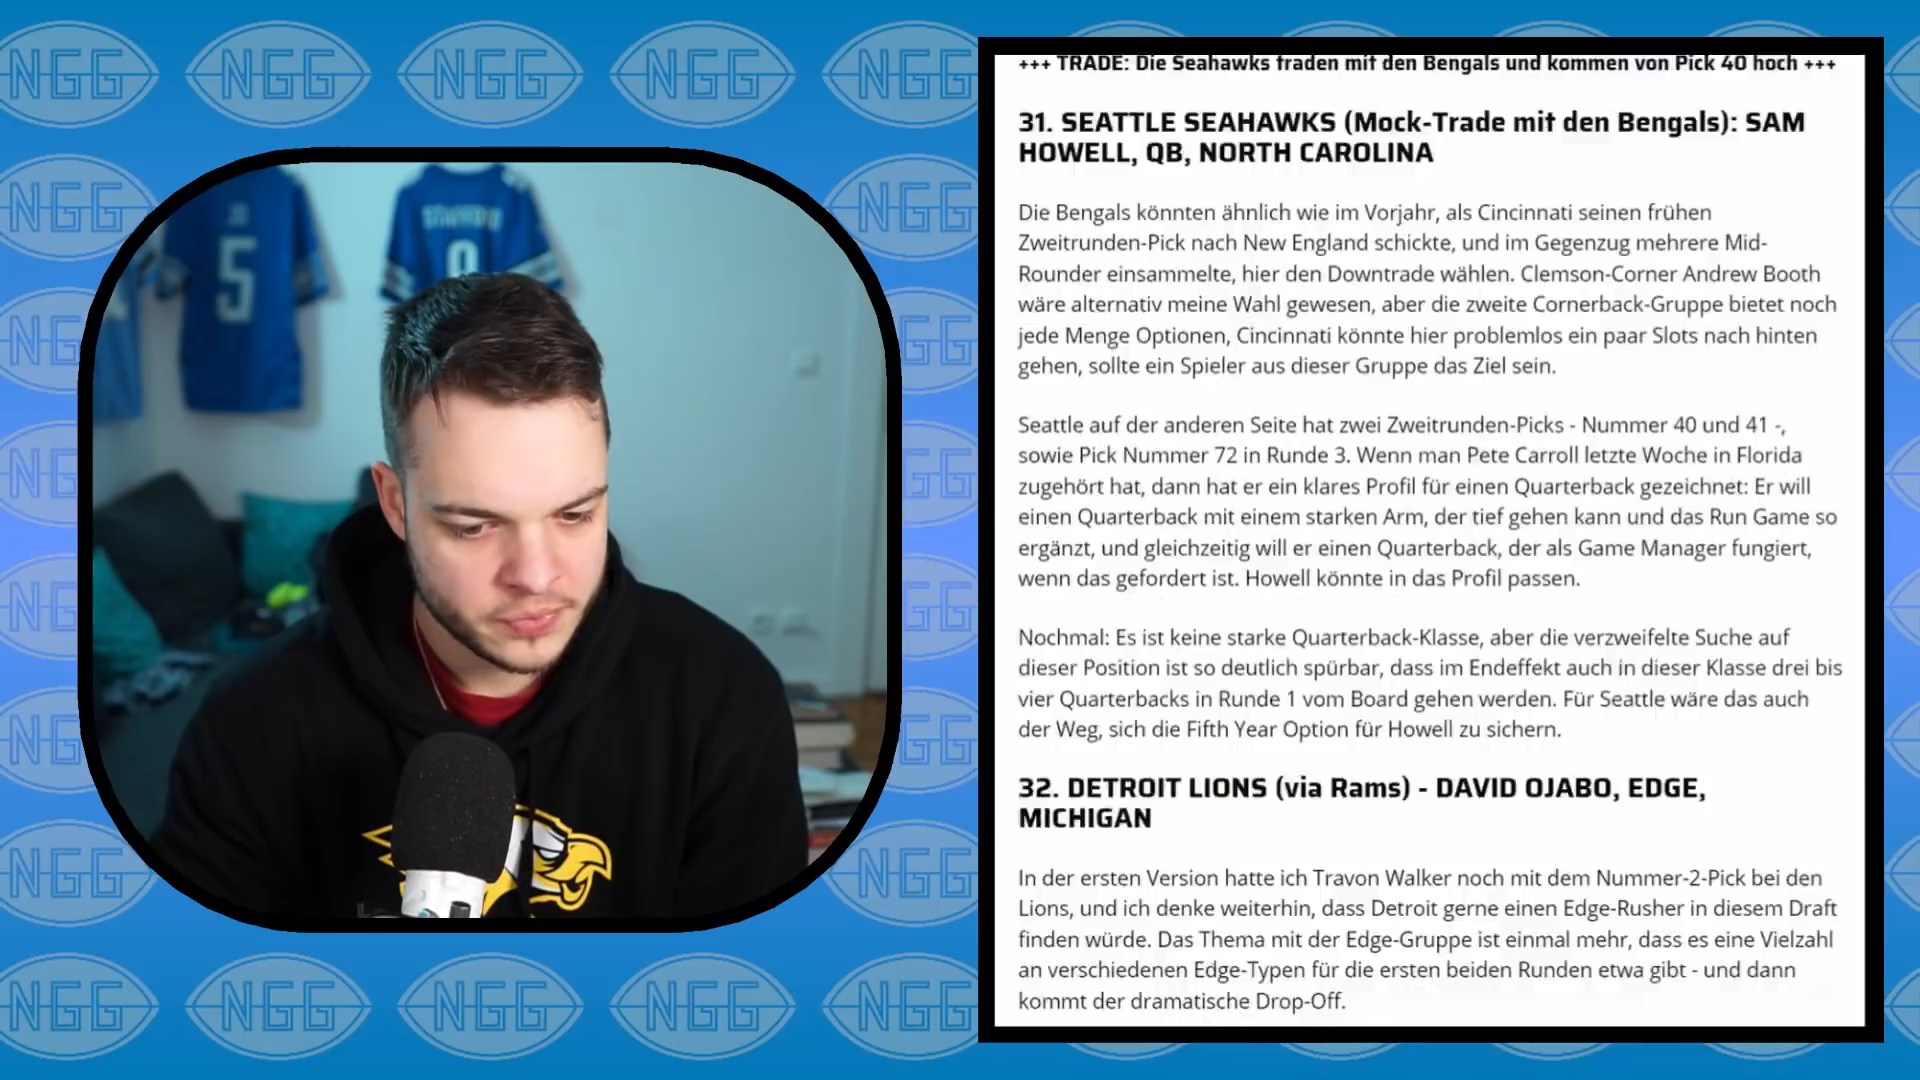 +++ TRADE: Die Seahawks traden mit den Bengals und kommen von Pick 40 hoch +++
31. SEATTLE SEAHAWKS (Mock-Trade mit den Bengals): SAM
HOWELL, QB, NORTH CAROLINA
Die Bengals könnten ähnlich wie im Vorjahr, als Cincinnati seinen frühen
Zweitrunden-Pick nach New England schickte, und im Gegenzug mehrere Mid-
Rounder einsammelte, hier den Downtrade wählen. Clemson-Corner Andrew Booth
wäre alternativ meine Wahl gewesen, aber die zweite Cornerback-Gruppe bietet noch
jede Menge Optionen, Cincinnati könnte hier problemlos ein paar Slots nach hinten
gehen, sollte ein Spieler aus dieser Gruppe das Ziel sein.
Seattle auf der anderen Seite hat zwei Zweitrunden-Picks - Nummer 40 und 41 -,
sowie Pick Nummer 72 in Runde 3. Wenn man Pete Carroll letzte Woche in Florida
zugehört hat, dann hat er ein klares Profil für einen Quarterback gezeichnet: Er will
einen Quarterback mit einem starken Arm, der tief gehen kann und das Run Game so
ergänzt, und gleichzeitig will er einen Quarterback, der als Game Manager fungiert,
wenn das gefordert ist. Howell könnte in das Profil passen.
Nochmal: Es ist keine starke Quarterback-Klasse, aber die verzweifelte Suche auf
dieser Position ist so deutlich spürbar, dass im Endeffekt auch in dieser Klasse drei bis
vier Quarterbacks in Runde 1 vom Board gehen werden. Für Seattle wäre das auch
der Weg, sich die Fifth Year Option für Howell zu sichern.
32. DETROIT LIONS (via Rams) - DAVID OJABO, EDGE,
MICHIGAN
In der ersten Version hatte ich Travon Walker noch mit dem Nummer-2-Pick bei den
Lions, und ich denke weiterhin, dass Detroit gerne einen Edge-Rusher in diesem Draft
finden würde. Das Thema mit der Edge-Gruppe ist einmal mehr, dass es eine Vielzahl
an verschiedenen Edge-Typen für die ersten beiden Runden etwa gibt - und dann
kommt der dramatische Drop-Off.
NGG
5
9